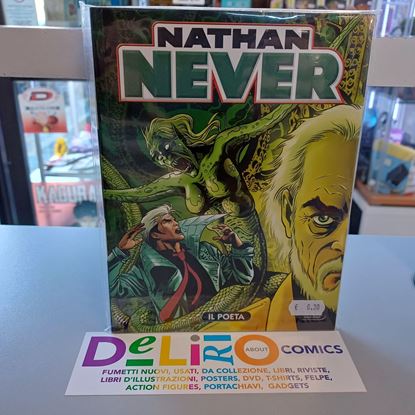 NATHAN
NEVER
IL POETA
€ 0,20
DeLiRiO ABOUT COMICS
FUMETTI NUOVI, USATI, DA COLLEZIONE, LIBRI, RIVISTE,
LIBRI D'ILLUSTRAZIONI, POSTERS, DVD, T-SHIRTS, FELPE,
ACTION FIGURES, PORTACHIAVI, GADGETS